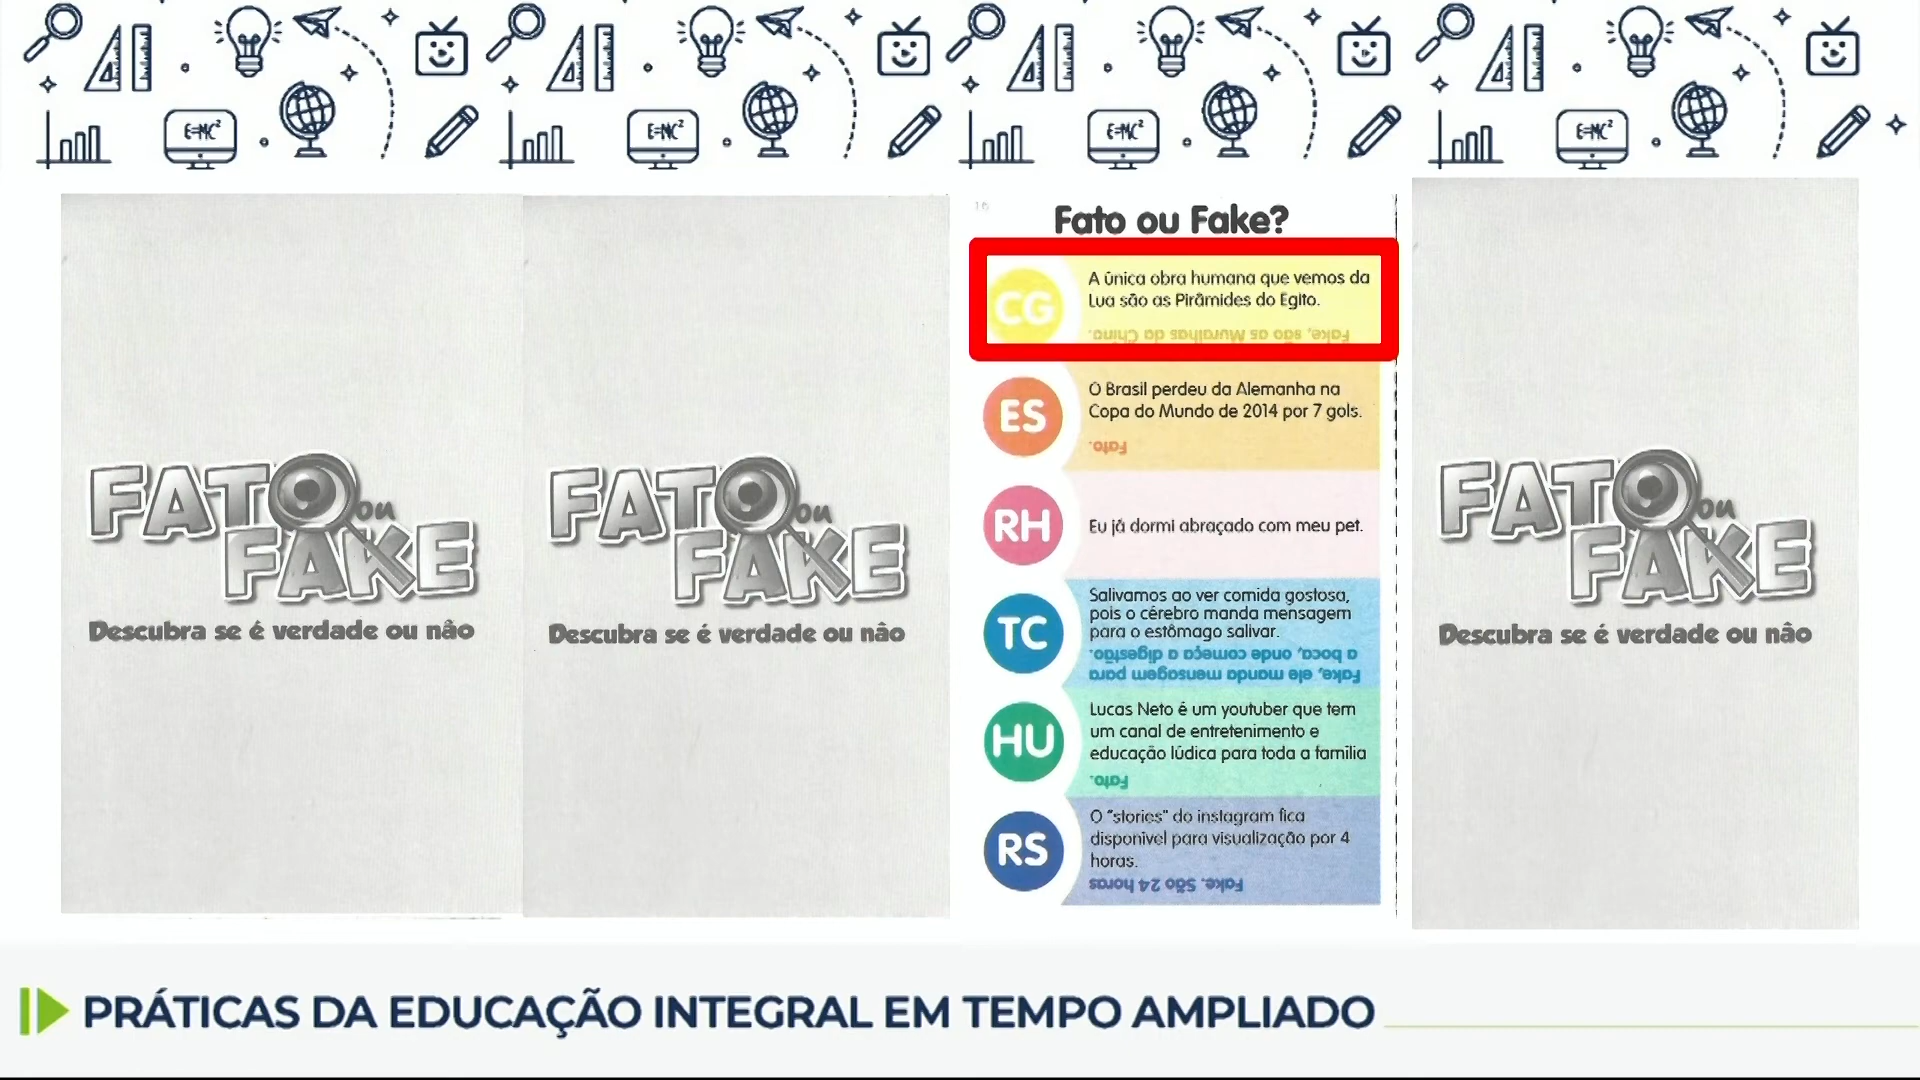 E=MC²
E=MC²
E=MC²
E=MC²
FATO ou
FAKE
Descubra se é verdade ou não
FATO ou
FAKE
Descubra se é verdade ou não
16
Fato ou Fake?
CG
A única obra humana que vemos da
Lua são as Pirâmides do Egito.
Fake, são as Muralhas da China.
ES
O Brasil perdeu da Alemanha na
Copa do Mundo de 2014 por 7 gols.
Fato.
RH
Eu já dormi abraçado com meu pet.
TC
Salivamos ao ver comida gostosa,
pois o cérebro manda mensagem
para o estômago salivar.
Fake, ele manda mensagem para
a boca, onde começa a digestão.
HU
Lucas Neto é um youtuber que tem
um canal de entretenimento e
educação lúdica para toda a família
Fato.
RS
O "stories" do instagram fica
disponível para visualização por 4
horas.
Fake. São 24 horas
FATO ou
FAKE
Descubra se é verdade ou não
PRÁTICAS DA EDUCAÇÃO INTEGRAL EM TEMPO AMPLIADO